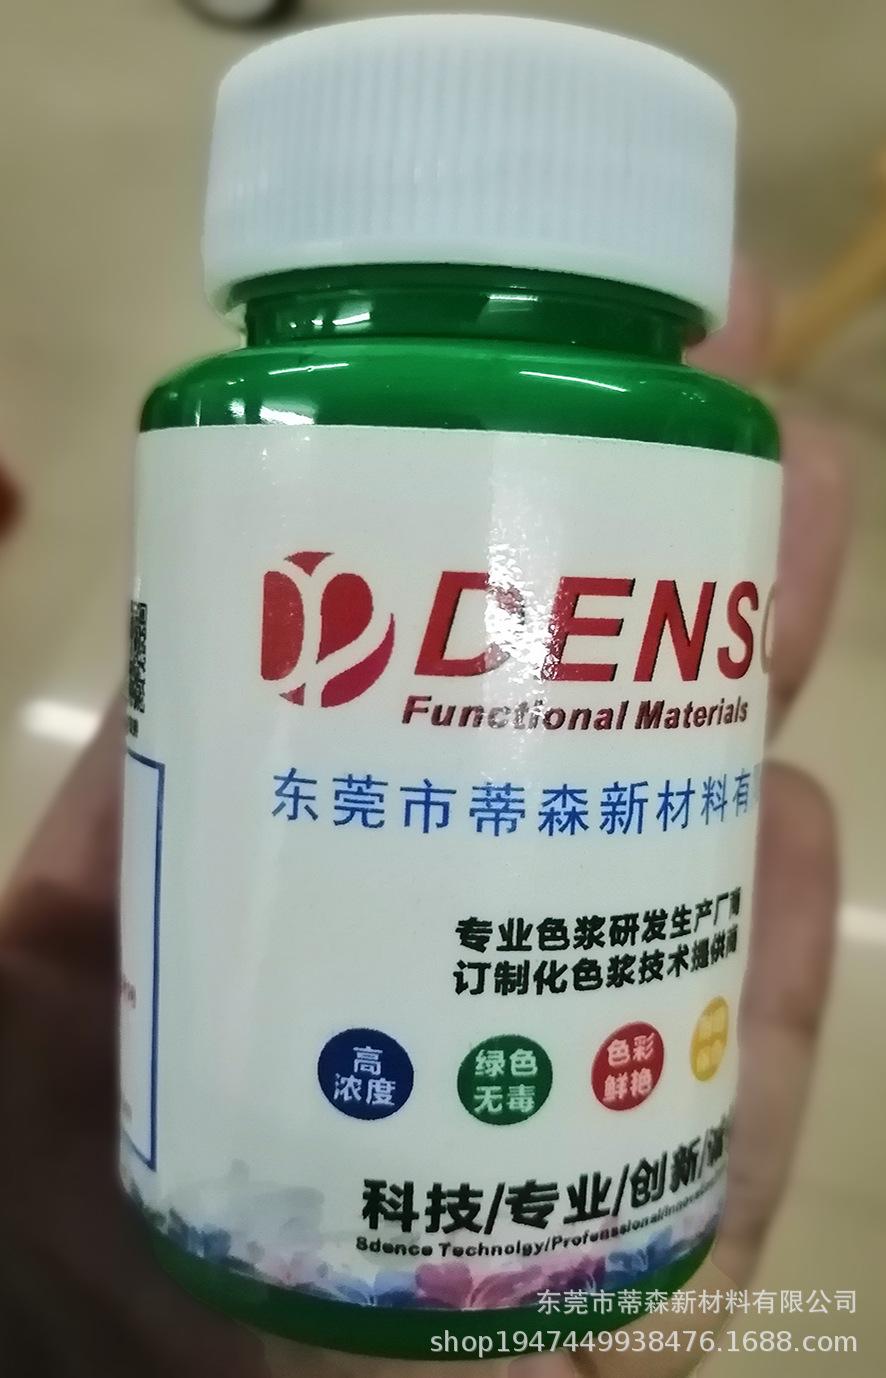 DENS
Functional Materials
东莞市蒂森新材料有
专业色浆研发生产厂商
订制化色浆技术提供商
高
浓度
绿色
无毒
色彩
鲜艳
科技/专业/创新/
Sdence Technolgy/Professsional/
东莞市蒂森新材料有限公司
shop1947449938476.1688.com